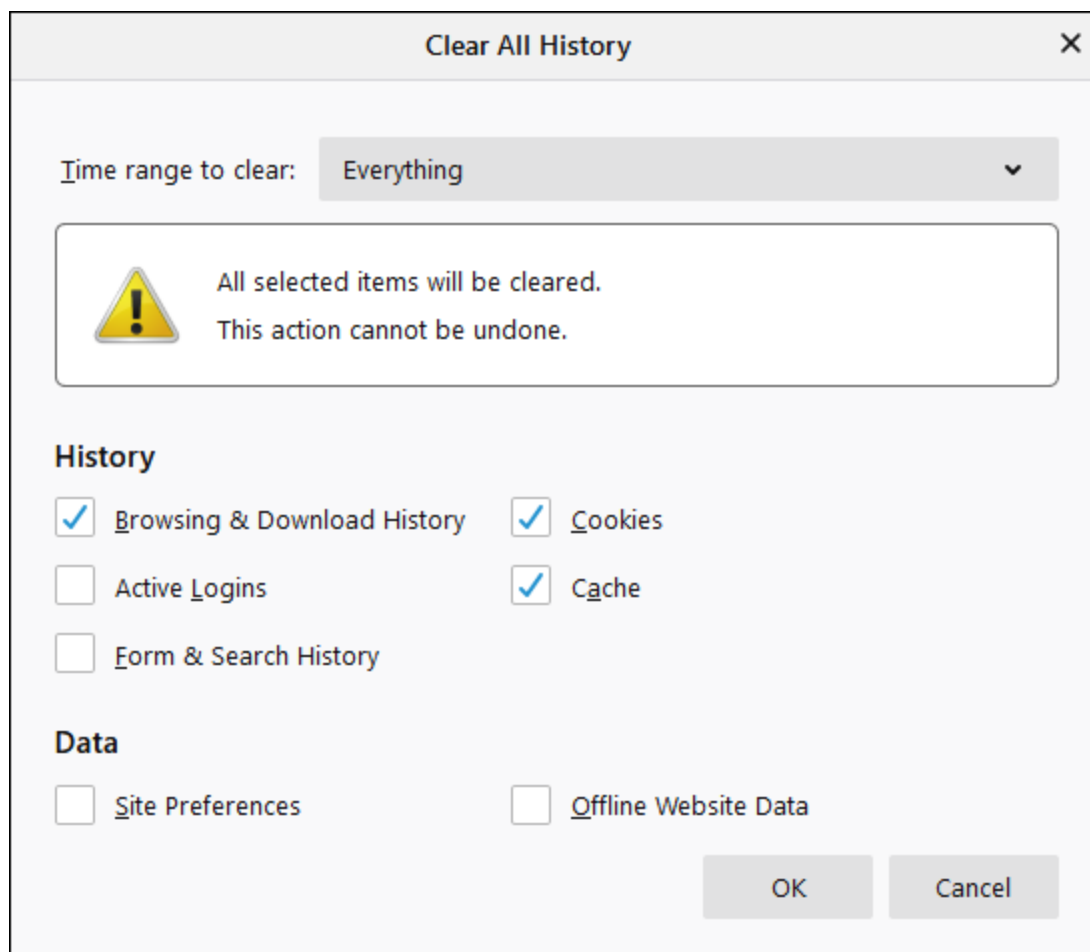 Clear All History
Time range to clear: Everything
All selected items will be cleared.
This action cannot be undone.
History
Browsing & Download History Cookies
Active Logins Cache
Form & Search History
Data
Site Preferences Offline Website Data
OK Cancel